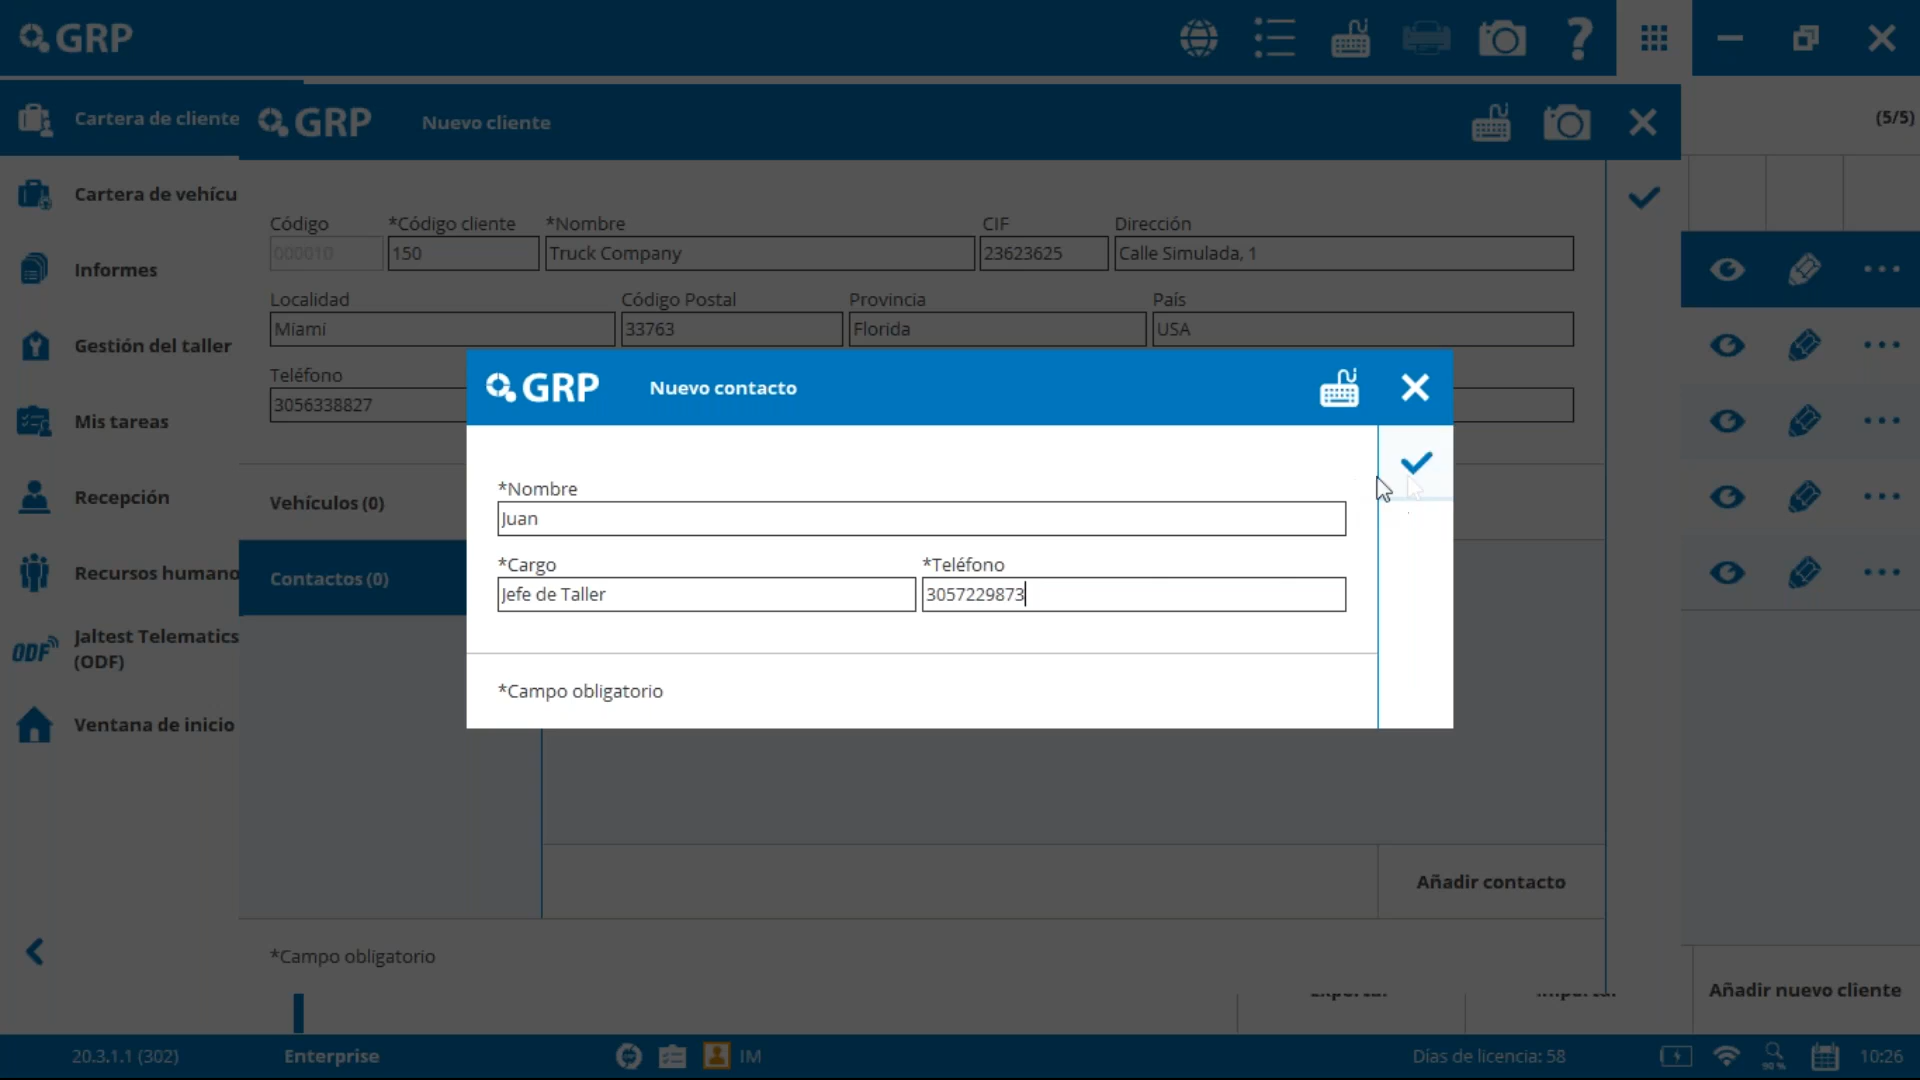 GRP
Cartera de cliente
GRP
Nuevo cliente
(5/5)
Cartera de vehícu
Informes
Gestión del taller
Mis tareas
Recepción
Recursos humano
Jaltest Telematics
(ODF)
ODF
Ventana de inicio
Código
*Código cliente
*Nombre
CIF
Dirección
000010
150
Truck Company
23623625
Calle Simulada, 1
Localidad
Código Postal
Provincia
País
Miami
33763
Florida
USA
Teléfono
3056338827
Vehículos (0)
Contactos (0)
GRP
Nuevo contacto
*Nombre
Juan
*Cargo
*Teléfono
Jefe de Taller
3057229873
*Campo obligatorio
Añadir contacto
*Campo obligatorio
Exportar
Importar
Añadir nuevo cliente
20.3.1.1 (302)
Enterprise
IM
Días de licencia: 58
90 %
10:26